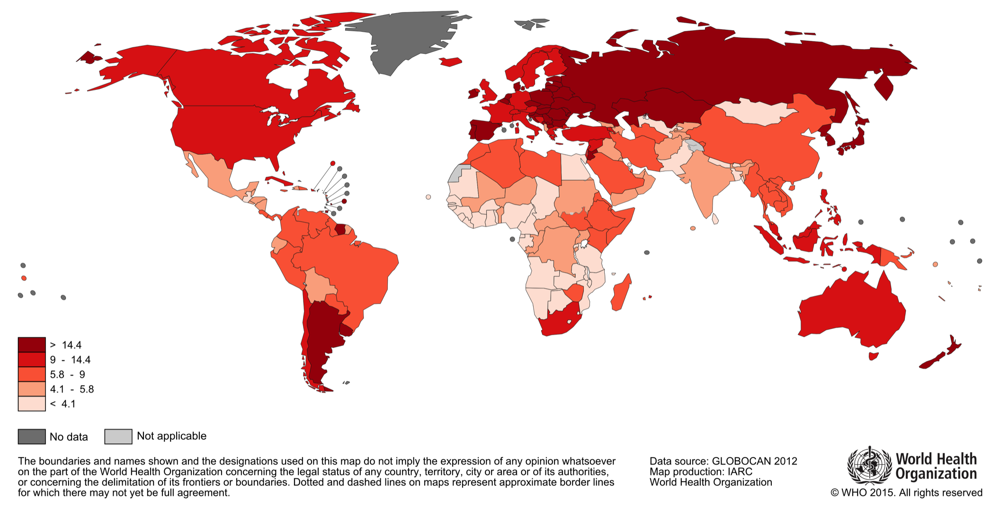 > 14.4
9 - 14.4
5.8 - 9
4.1 - 5.8
< 4.1
No data
Not applicable
The boundaries and names shown and the designations used on this map do not imply the expression of any opinion whatsoever
on the part of the World Health Organization concerning the legal status of any country, territory, city or area or of its authorities,
or concerning the delimitation of its frontiers or boundaries. Dotted and dashed lines on maps represent approximate border lines
for which there may not yet be full agreement.
Data source: GLOBOCAN 2012
Map production: IARC
World Health Organization
World Health
Organization
© WHO 2015. All rights reserved